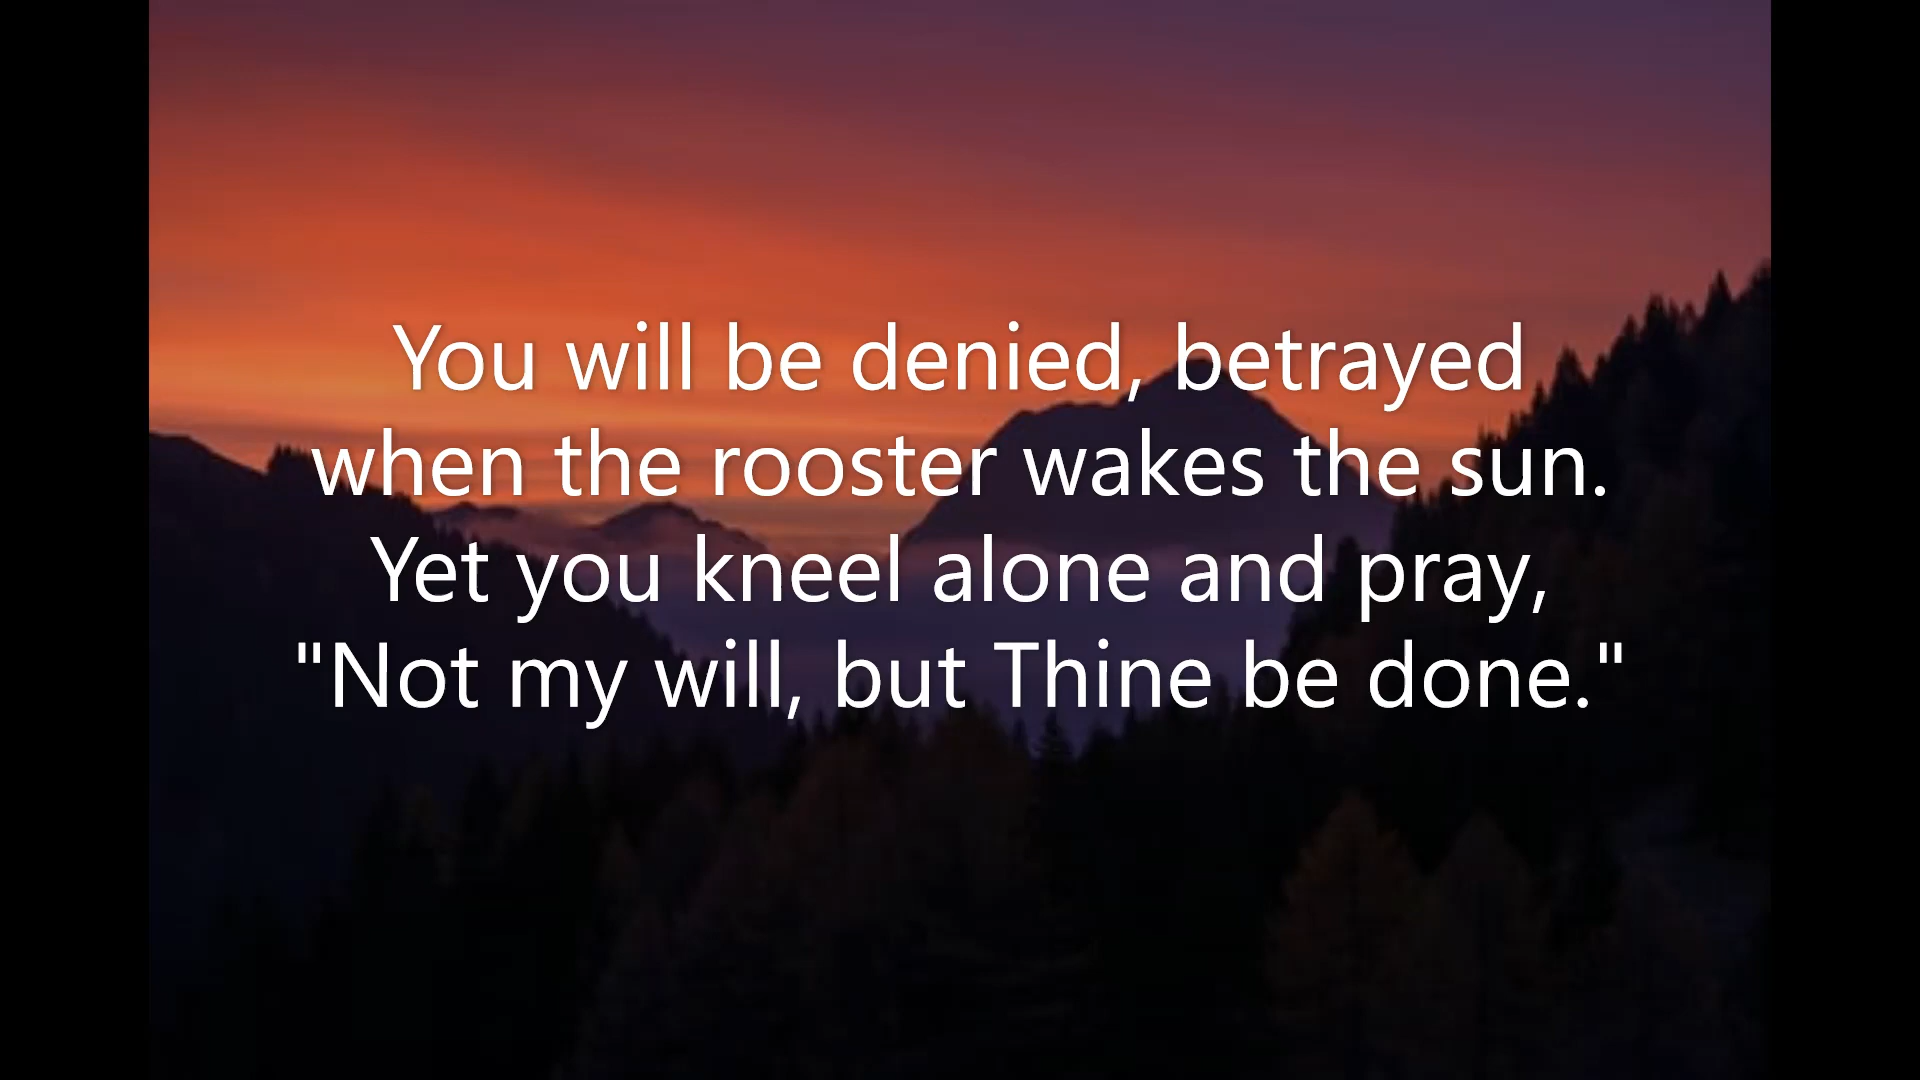 You will be denied, betrayed
when the rooster wakes the sun.
Yet you kneel alone and pray,
"Not my will, but Thine be done."